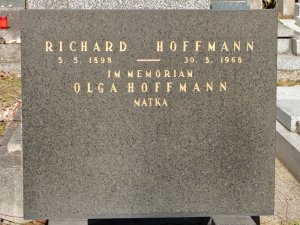 RICHARD HOFFMANN
5. 5. 1898 — 30. 5. 1968
IM MEMORIAM
OLGA HOFFMANN
MATKA